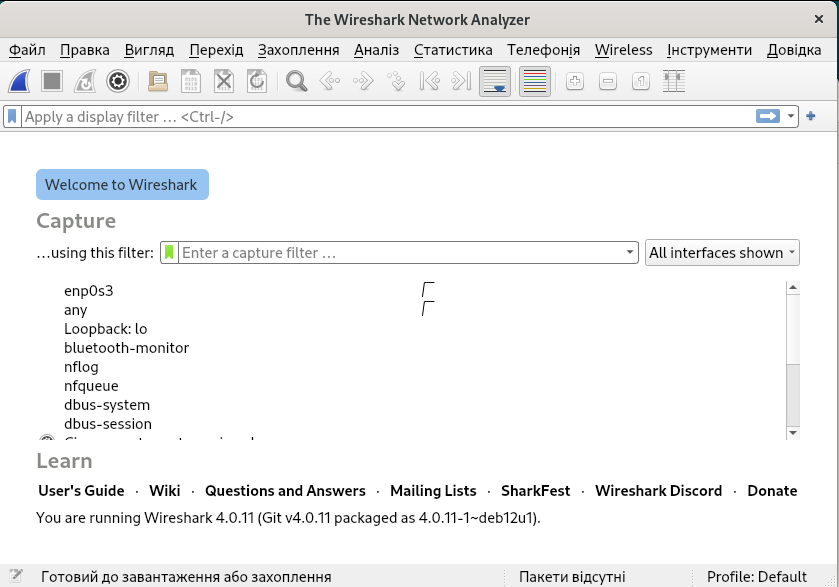 The Wireshark Network Analyzer
Файл Правка Вигляд Перехід Захоплення Аналіз Статистика Телефонія Wireless Інструменти Довідка
Apply a display filter … <Ctrl-/>
Welcome to Wireshark
Capture
…using this filter: Enter a capture filter … All interfaces shown
enp0s3
any
Loopback: lo
bluetooth-monitor
nflog
nfqueue
dbus-system
dbus-session
Learn
User's Guide · Wiki · Questions and Answers · Mailing Lists · SharkFest · Wireshark Discord · Donate
You are running Wireshark 4.0.11 (Git v4.0.11 packaged as 4.0.11-1~deb12u1).
Готовий до завантаження або захоплення Пакети відсутні Profile: Default